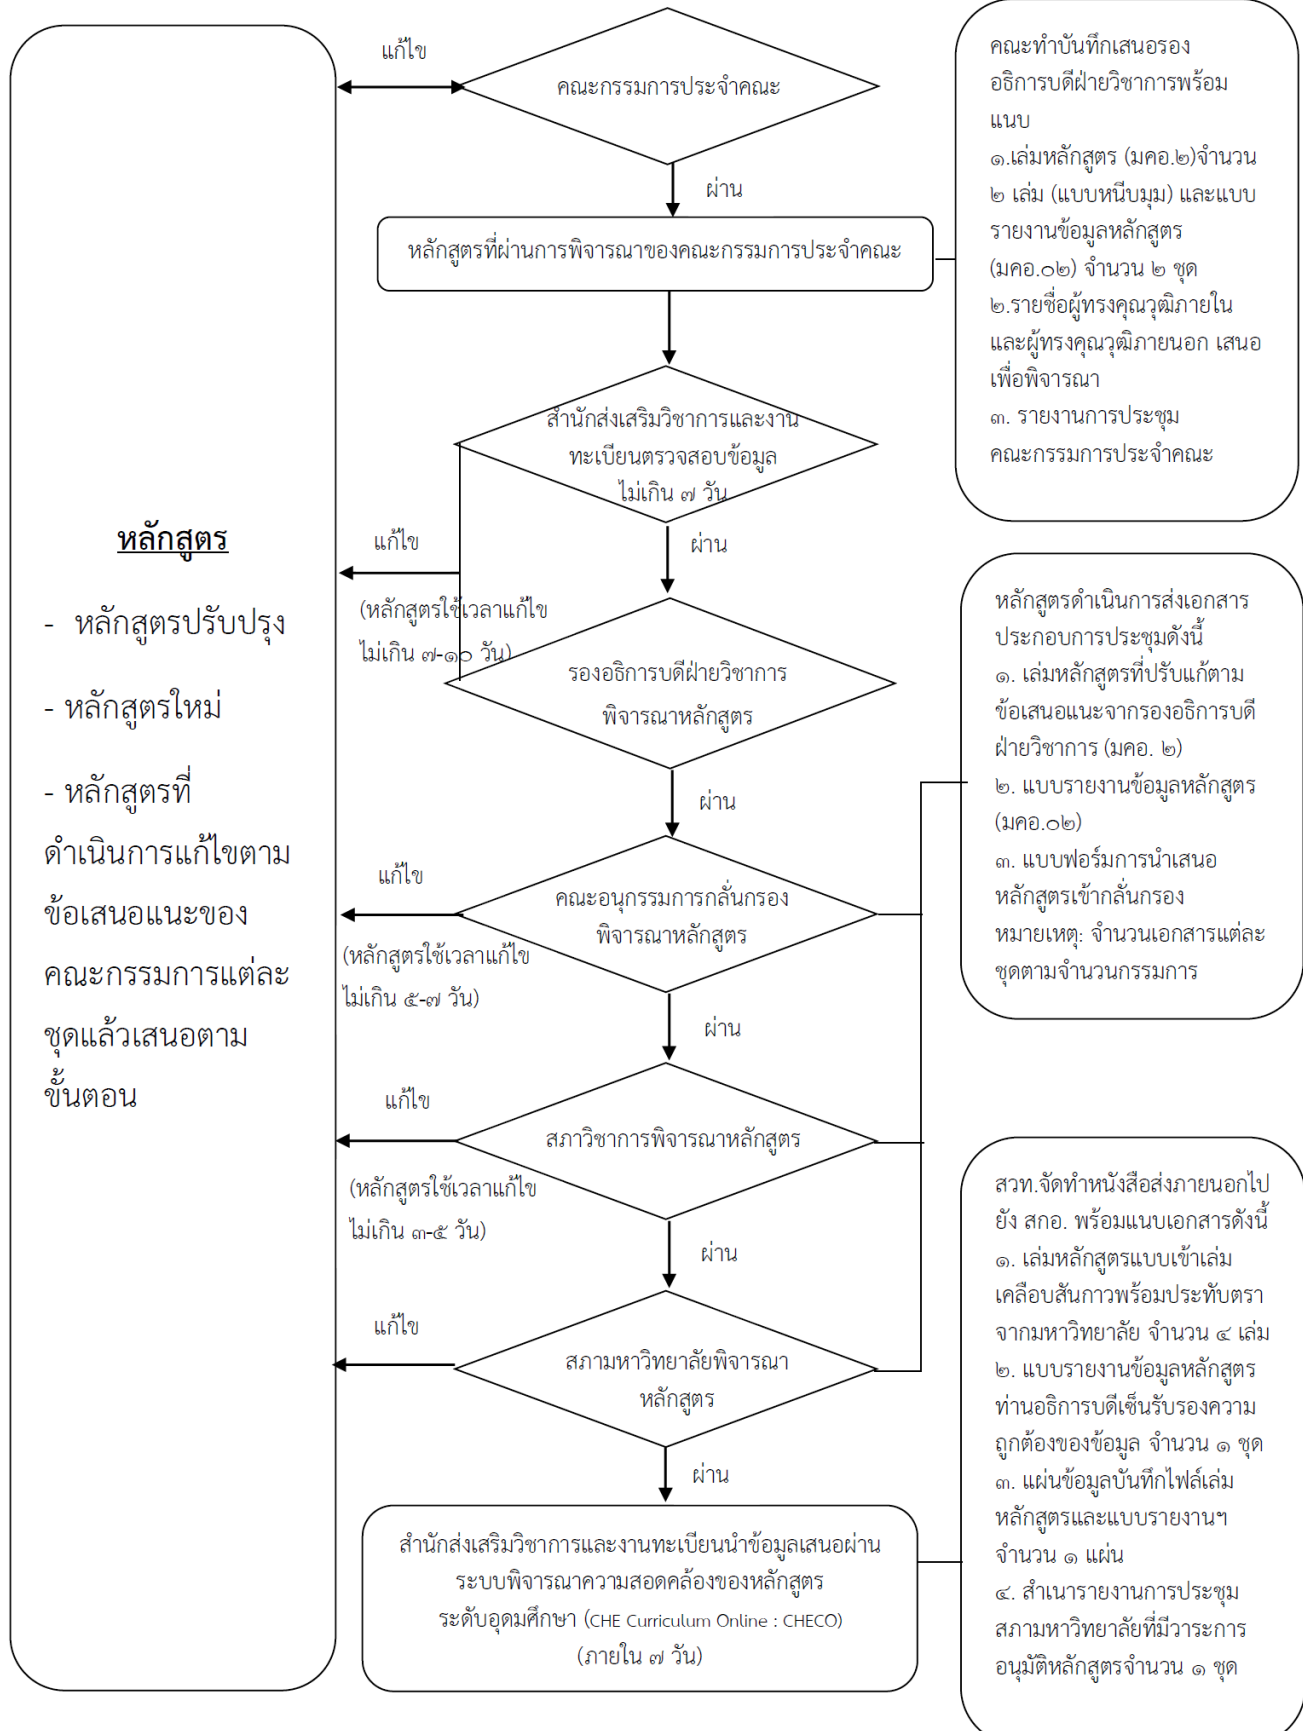 แก้ไข
คณะกรรมการประจำคณะ
ผ่าน
หลักสูตรที่ผ่านการพิจารณาของคณะกรรมการประจำคณะ
คณะทำบันทึกเสนอรอง
อธิการบดีฝ่ายวิชาการพร้อม
แนบ
๑.เล่มหลักสูตร (มคอ.๒)จำนวน
๒ เล่ม (แบบหนีบมุม) และแบบ
รายงานข้อมูลหลักสูตร
(มคอ.๐๒) จำนวน ๒ ชุด
๒.รายชื่อผู้ทรงคุณวุฒิภายใน
และผู้ทรงคุณวุฒิภายนอก เสนอ
เพื่อพิจารณา
๓. รายงานการประชุม
คณะกรรมการประจำคณะ
สำนักส่งเสริมวิชาการและงาน
ทะเบียนตรวจสอบข้อมูล
ไม่เกิน ๗ วัน
หลักสูตร
- หลักสูตรปรับปรุง
- หลักสูตรใหม่
- หลักสูตรที่
ดำเนินการแก้ไขตาม
ข้อเสนอแนะของ
คณะกรรมการแต่ละ
ชุดแล้วเสนอตาม
ขั้นตอน
แก้ไข
ผ่าน
(หลักสูตรใช้เวลาแก้ไข
ไม่เกิน ๗-๑๐ วัน)
รองอธิการบดีฝ่ายวิชาการ
พิจารณาหลักสูตร
ผ่าน
หลักสูตรดำเนินการส่งเอกสาร
ประกอบการประชุมดังนี้
๑. เล่มหลักสูตรที่ปรับแก้ตาม
ข้อเสนอแนะจากรองอธิการบดี
ฝ่ายวิชาการ (มคอ. ๒)
๒. แบบรายงานข้อมูลหลักสูตร
(มคอ.๐๒)
๓. แบบฟอร์มการนำเสนอ
หลักสูตรเข้ากลั่นกรอง
หมายเหตุ: จำนวนเอกสารแต่ละ
ชุดตามจำนวนกรรมการ
แก้ไข
คณะอนุกรรมการกลั่นกรอง
พิจารณาหลักสูตร
(หลักสูตรใช้เวลาแก้ไข
ไม่เกิน ๕-๗ วัน)
ผ่าน
แก้ไข
สภาวิชาการพิจารณาหลักสูตร
(หลักสูตรใช้เวลาแก้ไข
ไม่เกิน ๓-๕ วัน)
ผ่าน
แก้ไข
สภามหาวิทยาลัยพิจารณา
หลักสูตร
ผ่าน
สำนักส่งเสริมวิชาการและงานทะเบียนนำข้อมูลเสนอผ่าน
ระบบพิจารณาความสอดคล้องของหลักสูตร
ระดับอุดมศึกษา (CHE Curriculum Online : CHECO)
(ภายใน ๗ วัน)
สวท.จัดทำหนังสือส่งภายนอกไป
ยัง สกอ. พร้อมแนบเอกสารดังนี้
๑. เล่มหลักสูตรแบบเข้าเล่ม
เคลือบสันกาวพร้อมประทับตรา
จากมหาวิทยาลัย จำนวน ๔ เล่ม
๒. แบบรายงานข้อมูลหลักสูตร
ท่านอธิการบดีเซ็นรับรองความ
ถูกต้องของข้อมูล จำนวน ๑ ชุด
๓. แผ่นข้อมูลบันทึกไฟล์เล่ม
หลักสูตรและแบบรายงานฯ
จำนวน ๑ แผ่น
๔. สำเนารายงานการประชุม
สภามหาวิทยาลัยที่มีวาระการ
อนุมัติหลักสูตรจำนวน ๑ ชุด